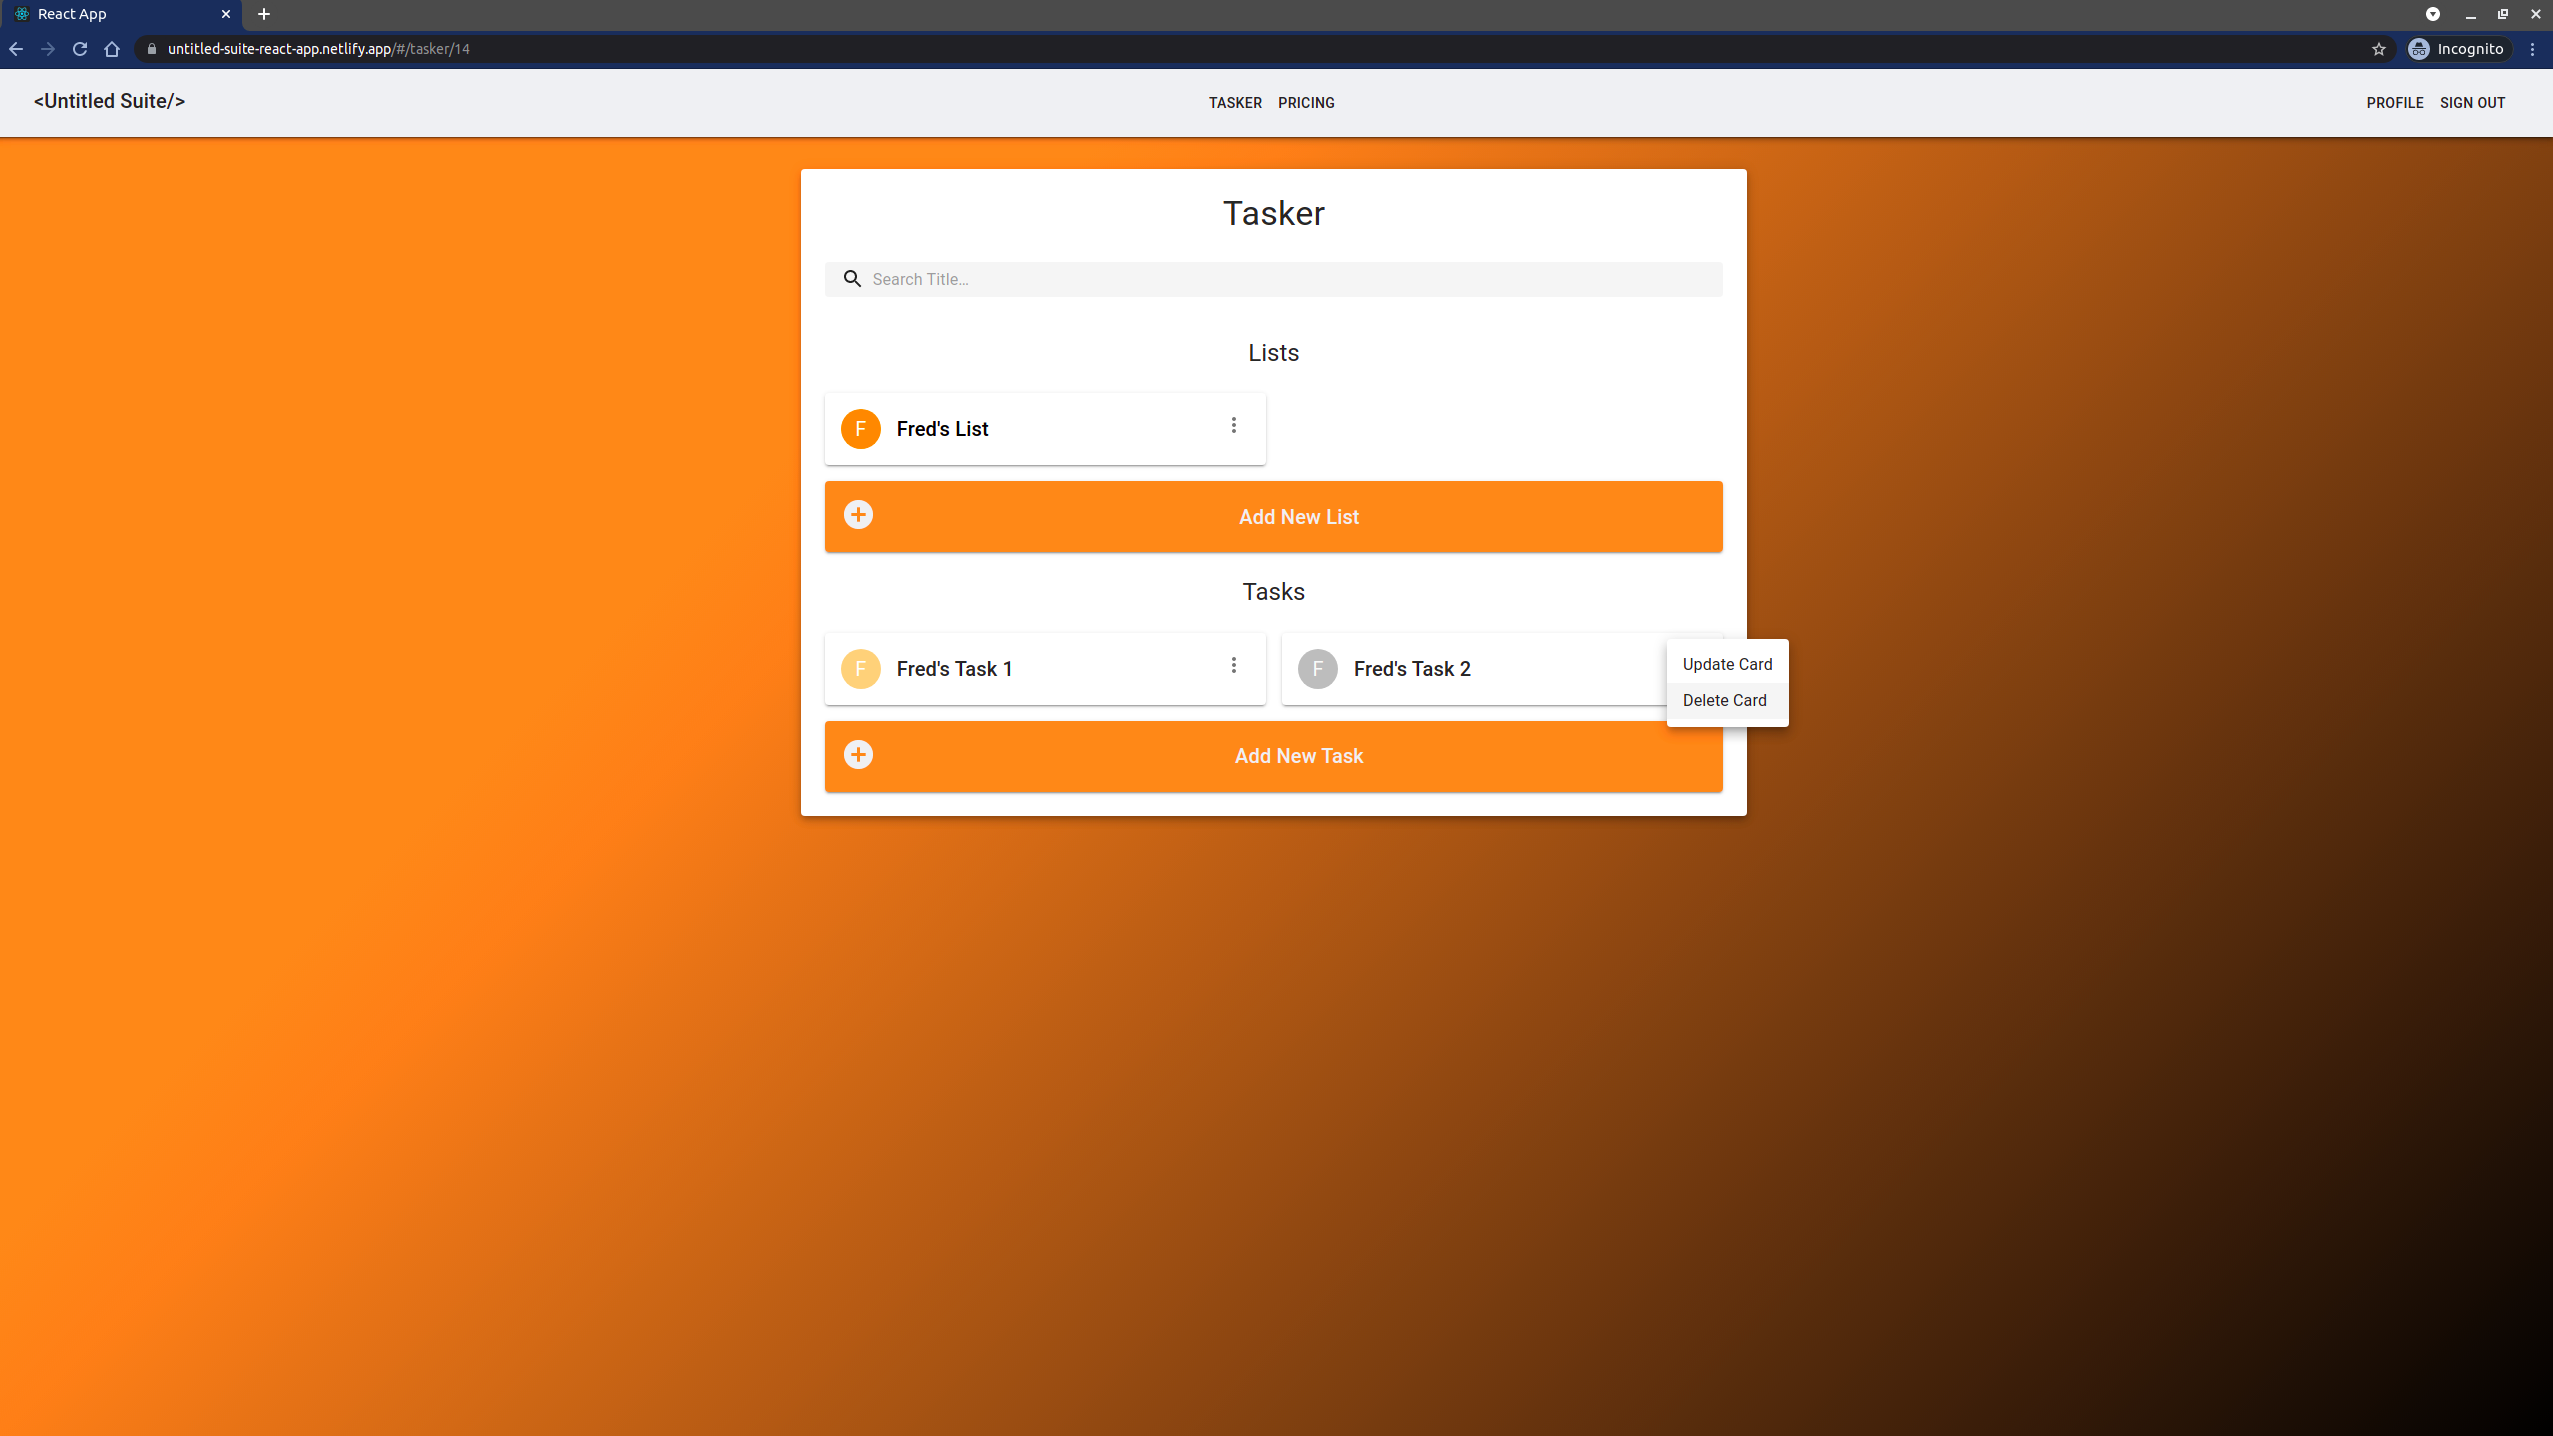 React App
untitled-suite-react-app.netlify.app/#/tasker/14
Incognito
<Untitled Suite/>
TASKER PRICING
PROFILE SIGN OUT
Tasker
Search Title...
Lists
F Fred's List
Add New List
Tasks
F Fred's Task 1
F Fred's Task 2
Update Card
Delete Card
Add New Task